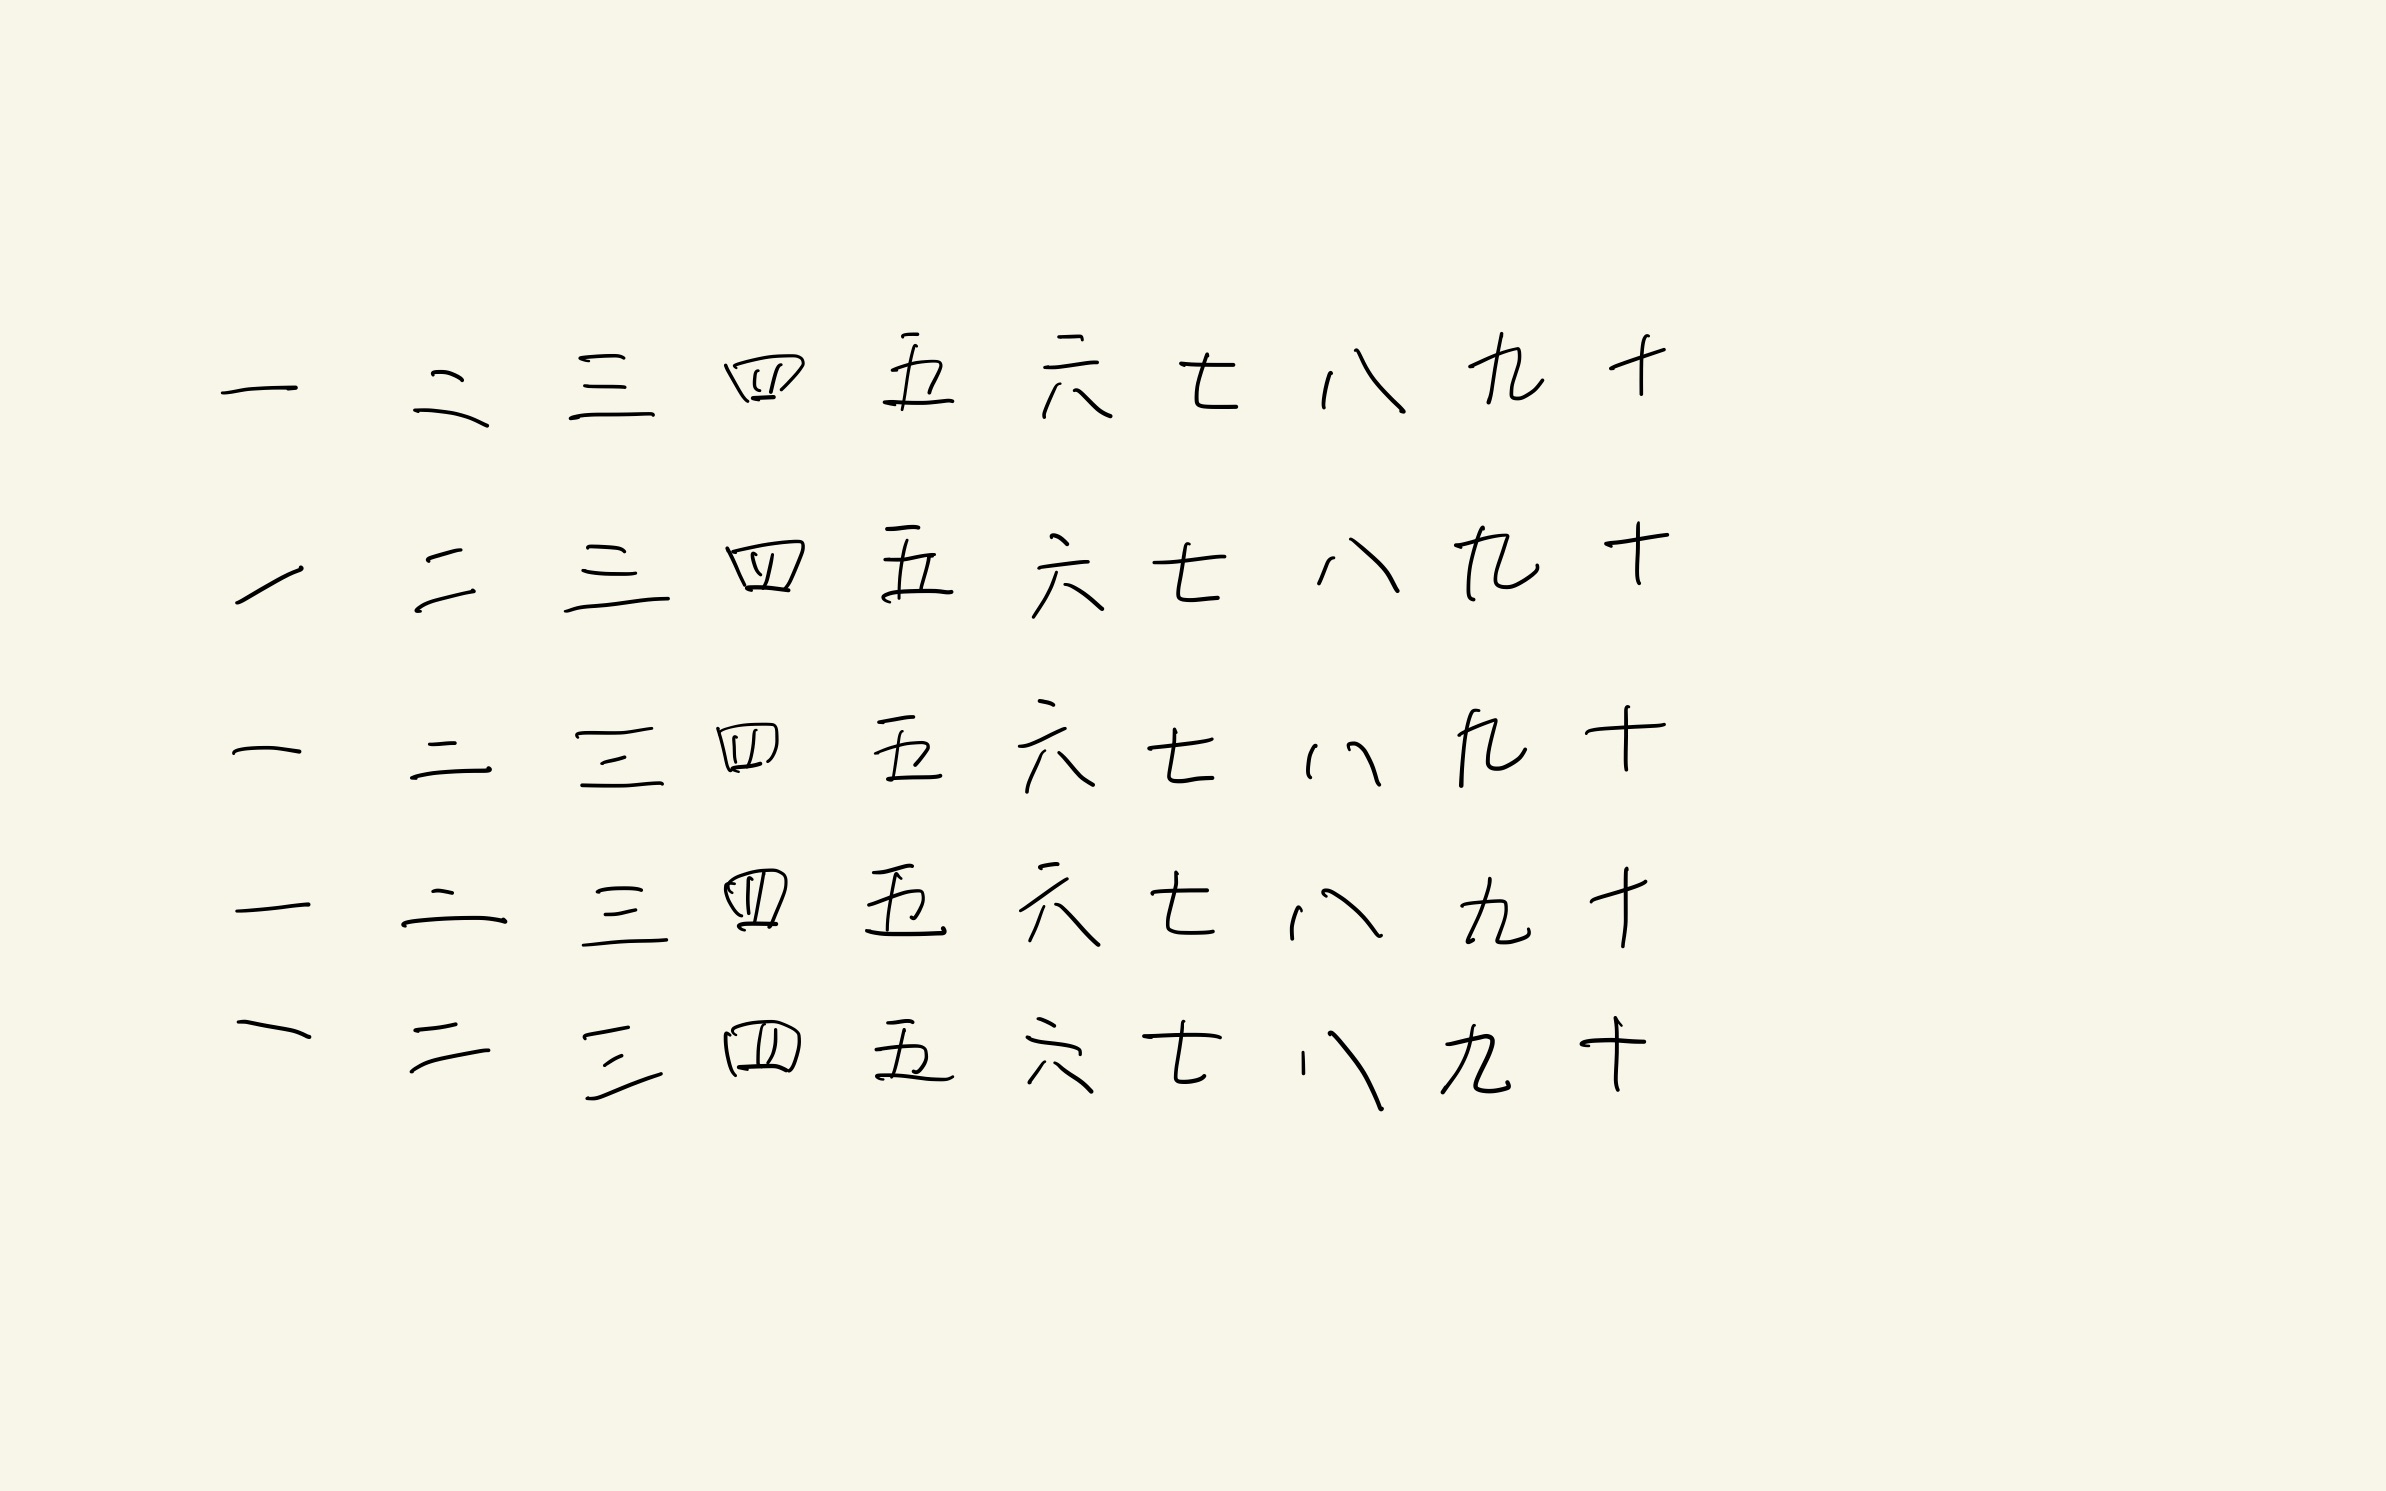 一 二 三 四 五 六 七 八 九 十
一 二 三 四 五 六 七 八 九 十
一 二 三 四 五 六 七 八 九 十
一 二 三 四 五 六 七 八 九 十
一 二 三 四 五 六 七 八 九 十